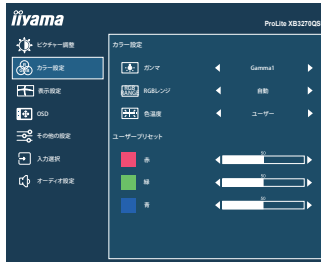 iiyama
ProLite XB3270QS
ピクチャー調整
カラー設定
表示設定
OSD
その他の設定
入力選択
オーディオ設定
カラー設定
ガンマ Gamma1
RGB RANGE RGBレンジ 自動
色温度 ユーザー
ユーザープリセット
赤 50
緑 50
青 50